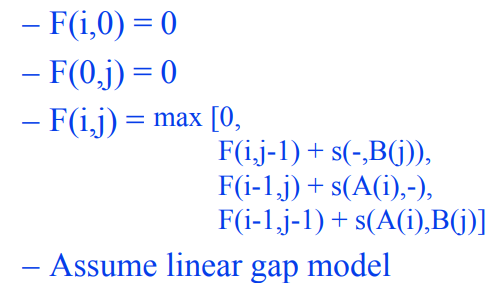 – F(i,0) = 0
– F(0,j) = 0
– F(i,j) = max [0,
F(i,j-1) + s(-,B(j)),
F(i-1,j) + s(A(i),-),
F(i-1,j-1) + s(A(i),B(j)]
– Assume linear gap model